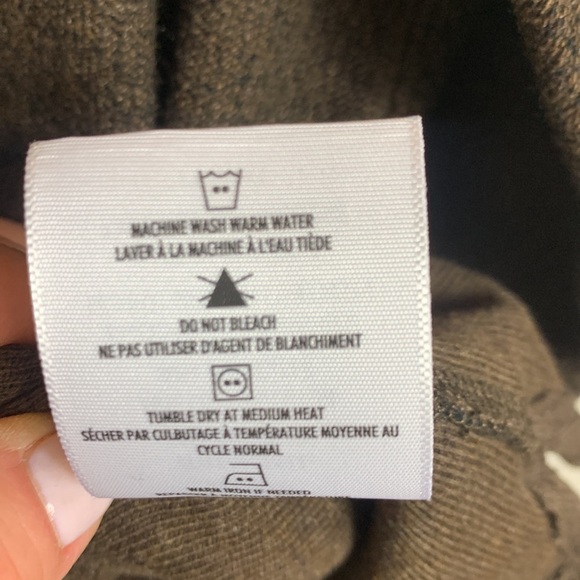 MACHINE WASH WARM WATER
LAVER À LA MACHINE À L'EAU TIÈDE
DO NOT BLEACH
NE PAS UTILISER D'AGENT DE BLANCHIMENT
TUMBLE DRY AT MEDIUM HEAT
SÉCHER PAR CULBUTAGE À TEMPÉRATURE MOYENNE AU
CYCLE NORMAL
WARM IRON IF NEEDED